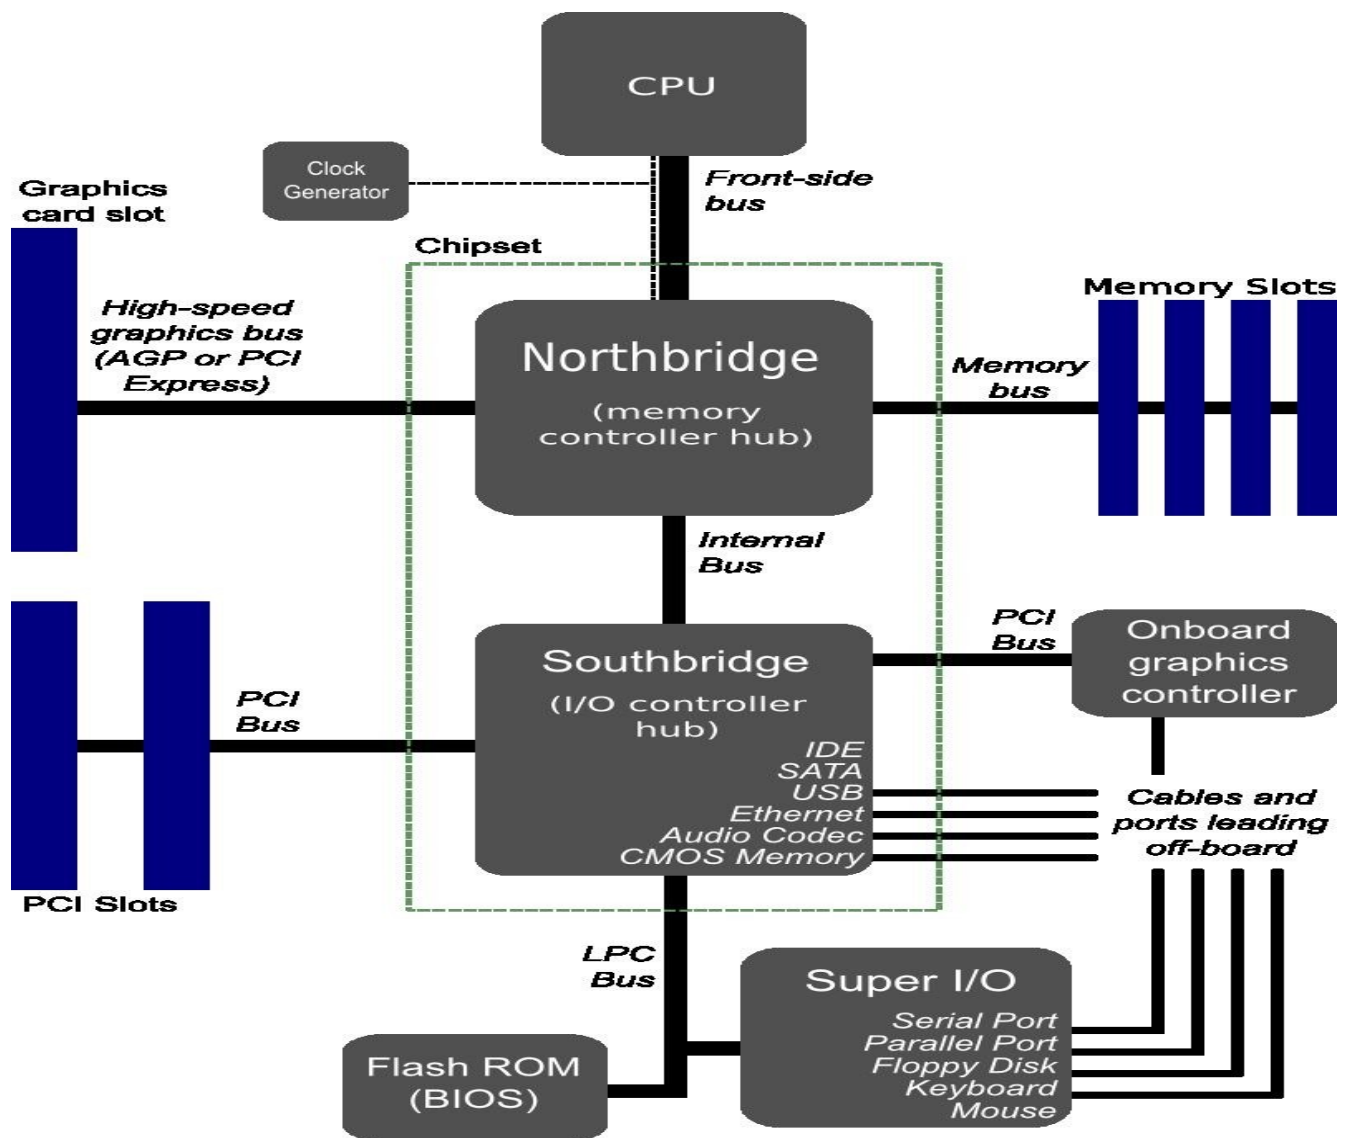 CPU
Clock
Generator
Front-side
bus
Graphics
card slot
Chipset
High-speed
graphics bus
(AGP or PCI
Express)
Northbridge
(memory
controller hub)
Memory
bus
Memory Slots
Internal
Bus
PCI
Bus
Onboard
graphics
controller
Southbridge
(I/O controller
hub)
IDE
SATA
USB
Ethernet
Audio Codec
CMOS Memory
PCI
Bus
PCI Slots
Cables and
ports leading
off-board
LPC
Bus
Super I/O
Serial Port
Parallel Port
Floppy Disk
Keyboard
Mouse
Flash ROM
(BIOS)